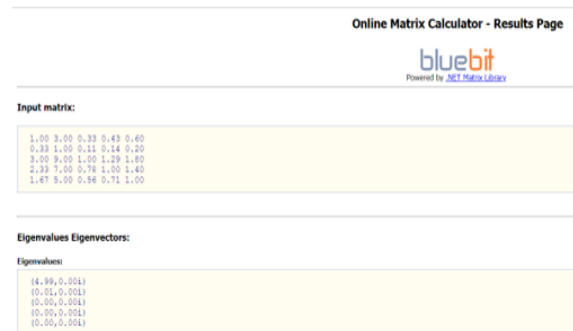 Online Matrix Calculator - Results Page
bluebit
Powered by .NET Matrix Library
Input matrix:
1.00 3.00 0.33 0.43 0.60
0.33 1.00 0.11 0.14 0.20
3.00 9.00 1.00 1.29 1.80
2.33 7.00 0.78 1.00 1.40
1.67 5.00 0.56 0.71 1.00
Eigenvalues Eigenvectors:
Eigenvalues:
(4.99,0.00i)
(0.01,0.00i)
(0.00,0.00i)
(0.00,0.00i)
(0.00,0.00i)